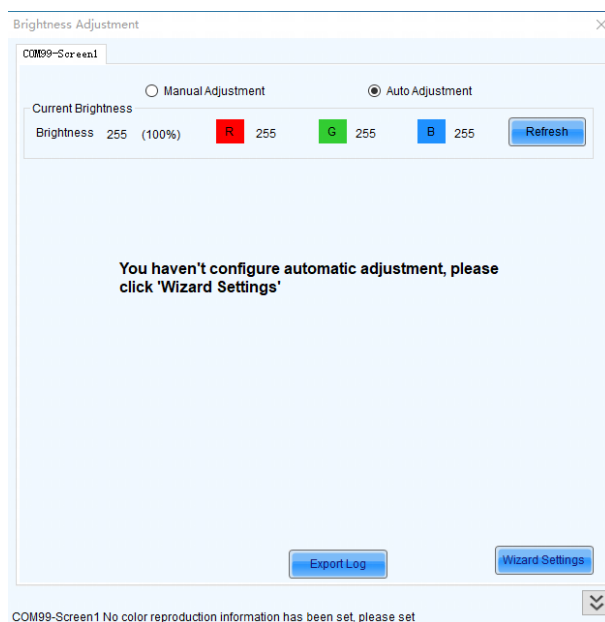 Brightness Adjustment
COM99-Screen1
Manual Adjustment Auto Adjustment
Current Brightness
Brightness 255 (100%) R 255 G 255 B 255 Refresh
You haven't configure automatic adjustment, please
click 'Wizard Settings'
Export Log Wizard Settings
COM99-Screen1 No color reproduction information has been set, please set